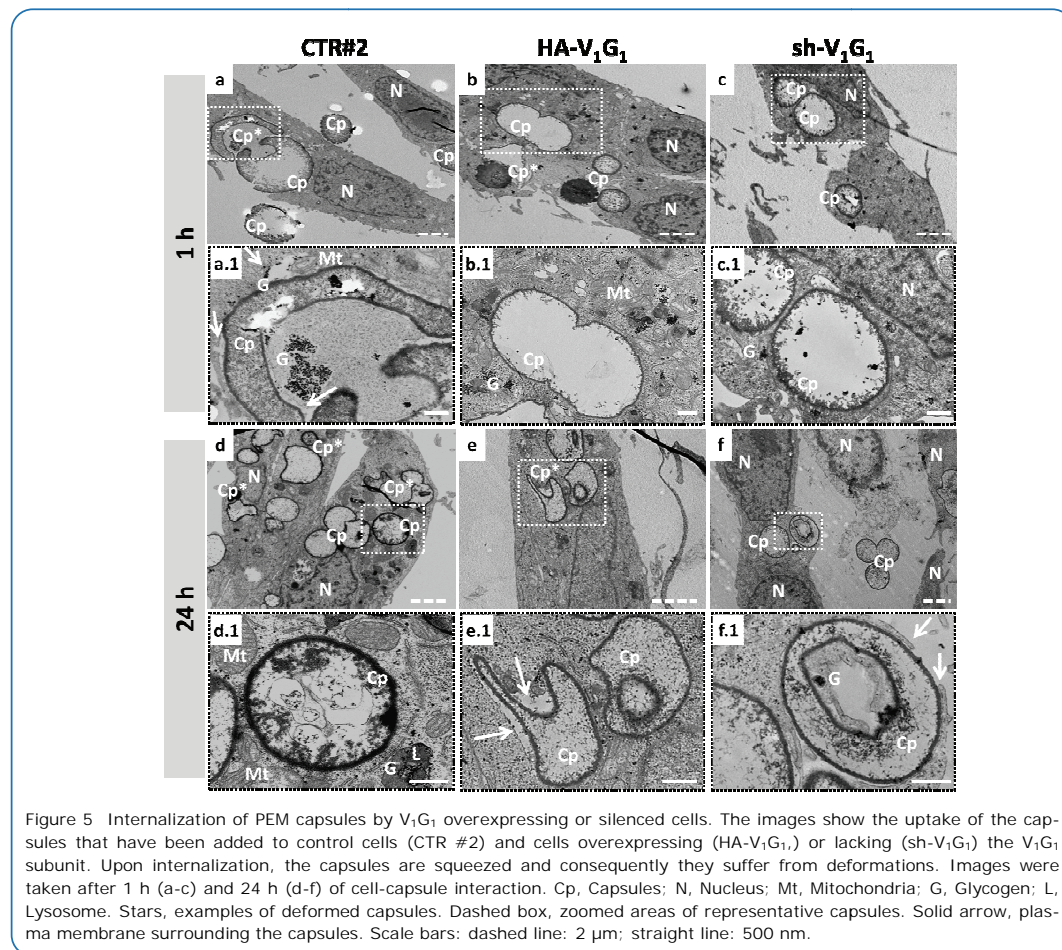 CTR#2 HA-V₁G₁ sh-V₁G₁
1 h
a N Cp* Cp Cp Cp N Cp
b Cp N Cp* Cp N
c Cp N Cp Cp
a.1 Mt G Cp G
b.1 Mt Cp G
c.1 Cp N G Cp
24 h
d Cp* N Cp* Cp* Cp N
e Cp*
f N N Cp Cp N N
d.1 Mt Cp L G Mt
e.1 Cp Cp
f.1 G Cp
Figure 5 Internalization of PEM capsules by V₁G₁ overexpressing or silenced cells. The images show the uptake of the cap-
sules that have been added to control cells (CTR #2) and cells overexpressing (HA-V₁G₁,) or lacking (sh-V₁G₁) the V₁G₁
subunit. Upon internalization, the capsules are squeezed and consequently they suffer from deformations. Images were
taken after 1 h (a-c) and 24 h (d-f) of cell-capsule interaction. Cp, Capsules; N, Nucleus; Mt, Mitochondria; G, Glycogen; L,
Lysosome. Stars, examples of deformed capsules. Dashed box, zoomed areas of representative capsules. Solid arrow, plas-
ma membrane surrounding the capsules. Scale bars: dashed line: 2 µm; straight line: 500 nm.